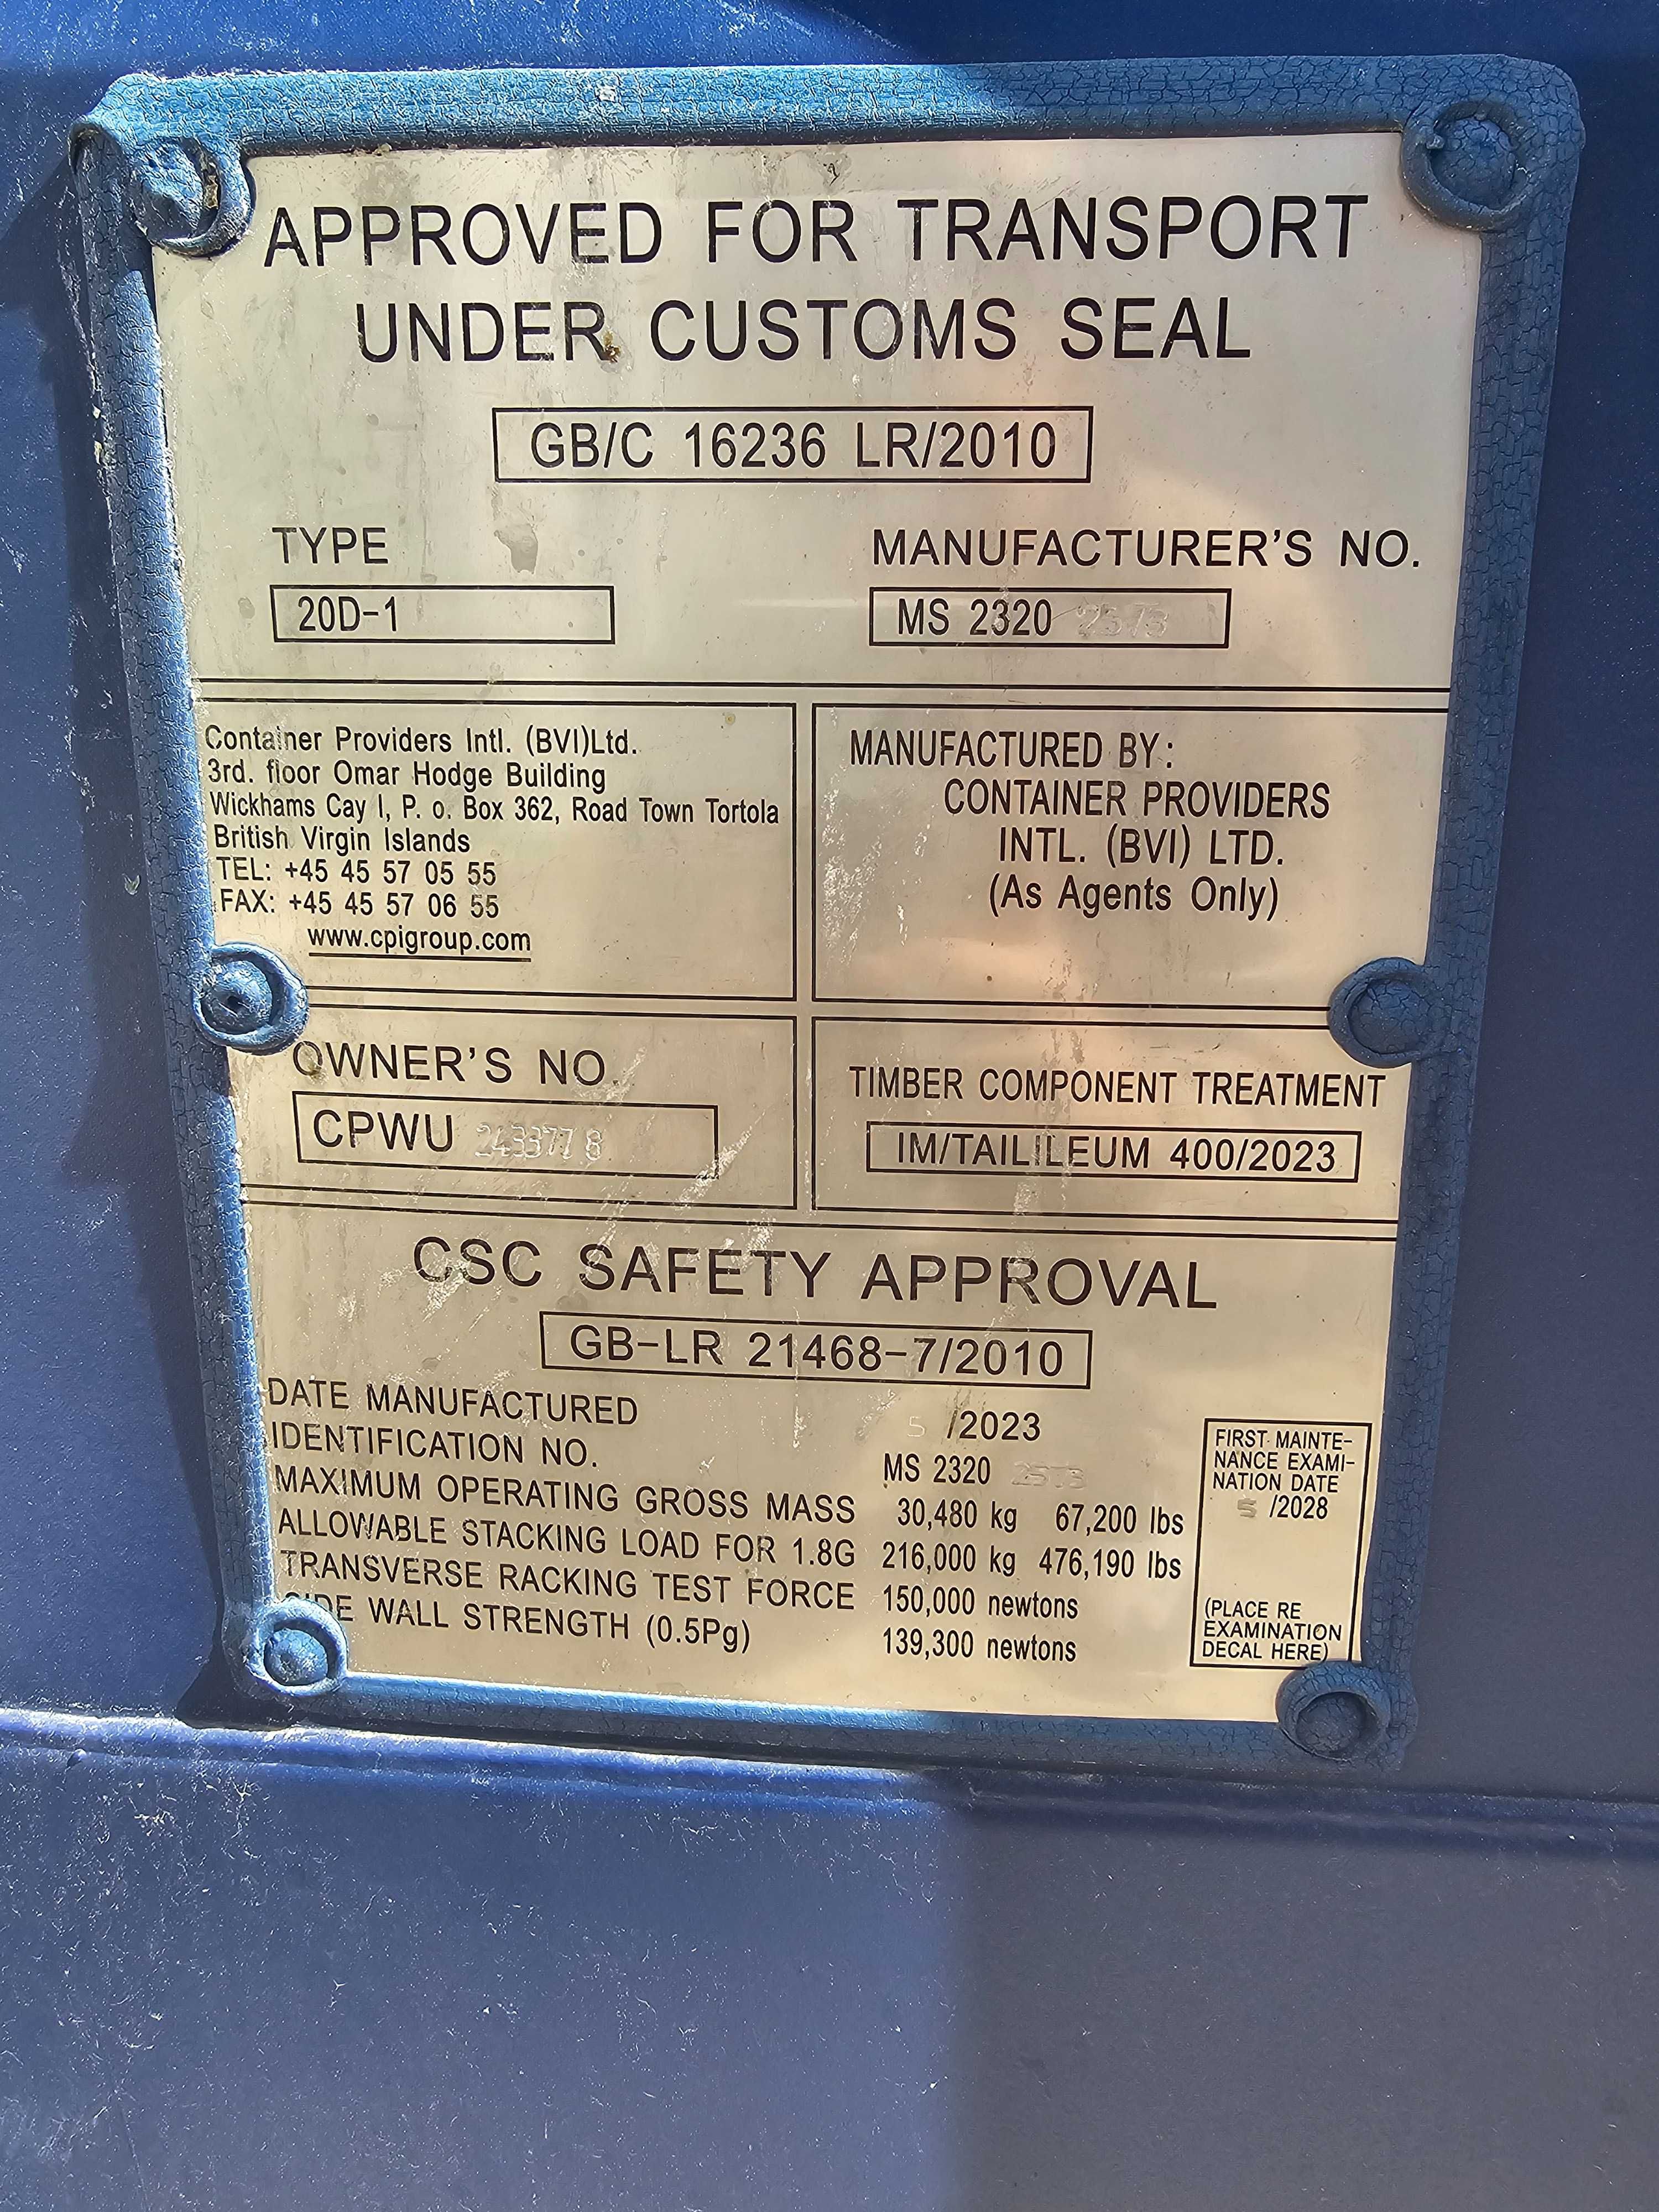 APPROVED FOR TRANSPORT
UNDER CUSTOMS SEAL
GB/C 16236 LR/2010
TYPE
20D-1
MANUFACTURER'S NO.
MS 2320 2573
Container Providers Intl. (BVI)Ltd.
3rd. floor Omar Hodge Building
Wickhams Cay I, P. o. Box 362, Road Town Tortola
British Virgin Islands
TEL: +45 45 57 05 55
FAX: +45 45 57 06 55
www.cpigroup.com
MANUFACTURED BY:
CONTAINER PROVIDERS
INTL. (BVI) LTD.
(As Agents Only)
OWNER'S NO.
CPWU 243377 8
TIMBER COMPONENT TREATMENT
IM/TAILILEUM 400/2023
CSC SAFETY APPROVAL
GB-LR 21468-7/2010
DATE MANUFACTURED 5 /2023
IDENTIFICATION NO. MS 2320 2573
MAXIMUM OPERATING GROSS MASS 30,480 kg 67,200 lbs
ALLOWABLE STACKING LOAD FOR 1.8G 216,000 kg 476,190 lbs
TRANSVERSE RACKING TEST FORCE 150,000 newtons
SIDE WALL STRENGTH (0.5Pg) 139,300 newtons
FIRST MAINTE-
NANCE EXAMI-
NATION DATE
5 /2028
(PLACE RE
EXAMINATION
DECAL HERE)